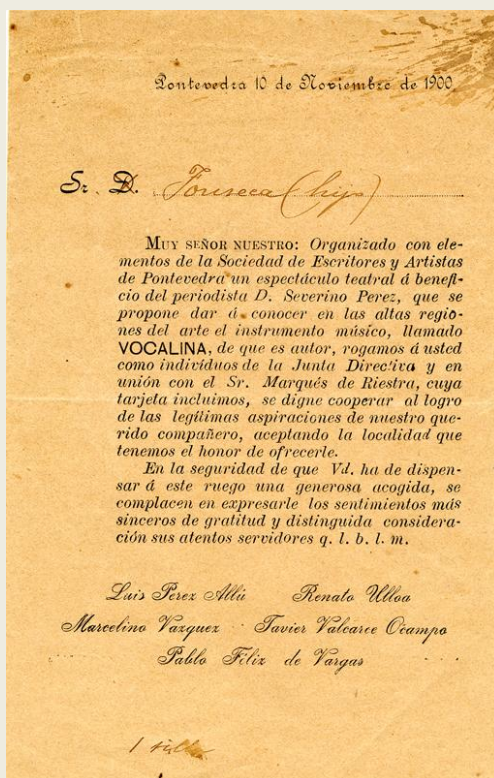 Pontevedra 10 de Noviembre de 1900
Sr. D. Fonseca (hijo)
MUY SEÑOR NUESTRO: Organizado con ele-
mentos de la Sociedad de Escritores y Artistas
de Pontevedra un espectáculo teatral á benefi-
cio del periodista D. Severino Perez, que se
propone dar á conocer en las altas regio-
nes del arte el instrumento músico, llamado
VOCALINA, de que es autor, rogamos á usted
como indivíduos de la Junta Directiva y en
unión con el Sr. Marqués de Riestra, cuya
tarjeta incluimos, se digne cooperar al logro
de las legítimas aspiraciones de nuestro que-
rido compañero, aceptando la localidad que
tenemos el honor de ofrecerle.
En la seguridad de que Vd. ha de dispen-
sar á este ruego una generosa acogida, se
complacen en expresarle los sentimientos más
sinceros de gratitud y distinguida considera-
ción sus atentos servidores q. l. b. l. m.
Luis Perez Allú Renato Ulloa
Marcelino Vazquez Javier Valcarce Ocampo
Pablo Filiz de Vargas
1 silla